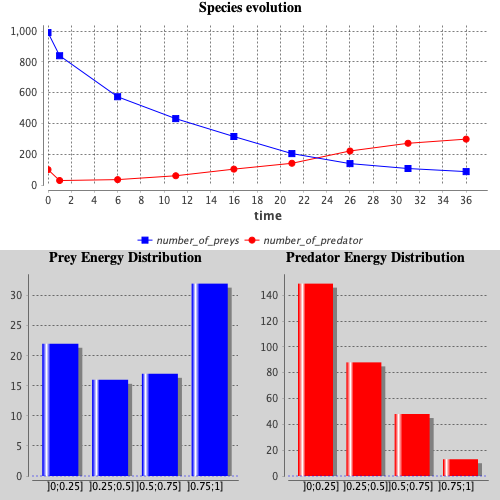 Species evolution
1,000
800
600
400
200
0
0 2 4 6 8 10 12 14 16 18 20 22 24 26 28 30 32 34 36
time
number_of_preys number_of_predator
Prey Energy Distribution
30
25
20
15
10
5
0
]0;0.25] ]0.25;0.5] ]0.5;0.75] ]0.75;1]
Predator Energy Distribution
140
120
100
80
60
40
20
0
]0;0.25] ]0.25;0.5] ]0.5;0.75] ]0.75;1]